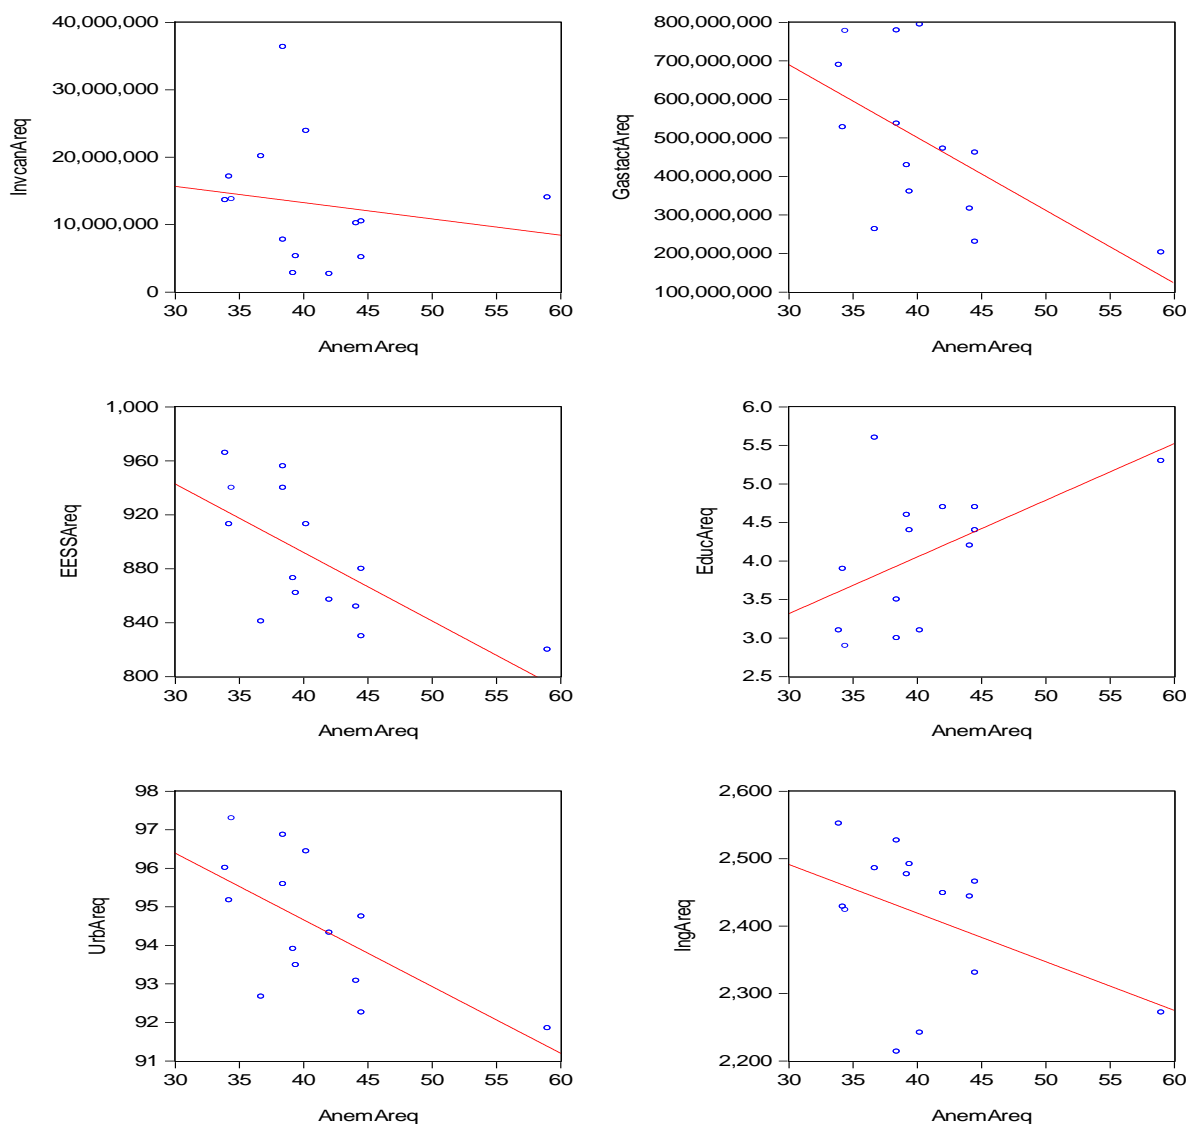 40,000,000
30,000,000
20,000,000
10,000,000
0
InvcanAreq
30 35 40 45 50 55 60
AnemAreq
800,000,000
700,000,000
600,000,000
500,000,000
400,000,000
300,000,000
200,000,000
100,000,000
GastactAreq
30 35 40 45 50 55 60
AnemAreq
1,000
960
920
880
840
800
EESSAreq
30 35 40 45 50 55 60
AnemAreq
6.0
5.5
5.0
4.5
4.0
3.5
3.0
2.5
EducAreq
30 35 40 45 50 55 60
AnemAreq
98
97
96
95
94
93
92
91
UrbAreq
30 35 40 45 50 55 60
AnemAreq
2,600
2,500
2,400
2,300
2,200
IngAreq
30 35 40 45 50 55 60
AnemAreq